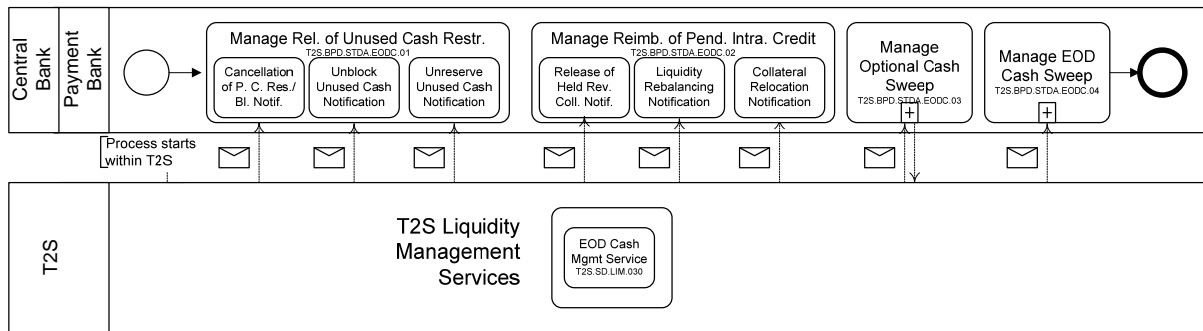 Central
Bank
Payment
Bank
Manage Rel. of Unused Cash Restr.
T2S.BPD.STDA.EODC.01
Cancellation
of P. C. Res./
Bl. Notif.
Unblock
Unused Cash
Notification
Unreserve
Unused Cash
Notification
Manage Reimb. of Pend. Intra. Credit
T2S.BPD.STDA.EODC.02
Release of
Held Rev.
Coll. Notif.
Liquidity
Rebalancing
Notification
Collateral
Relocation
Notification
Manage
Optional Cash
Sweep
T2S.BPD.STDA.EODC.03
Manage EOD
Cash Sweep
T2S.BPD.STDA.EODC.04
Process starts
within T2S
T2S
T2S Liquidity
Management
Services
EOD Cash
Mgmt Service
T2S.SD.LIM.030